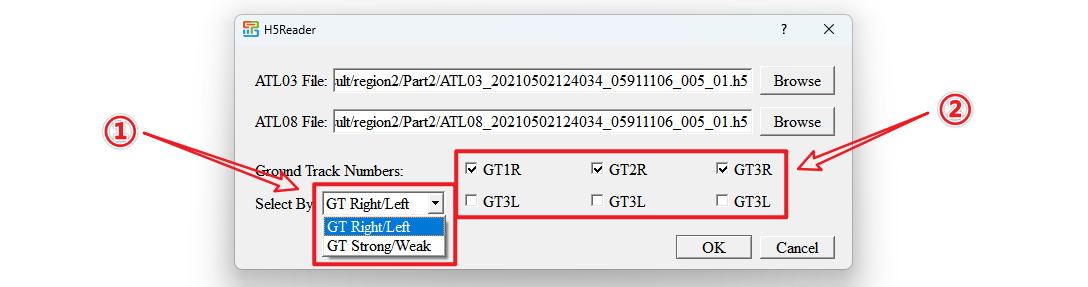 H5Reader ? ×
ATL03 File: ult/region2/Part2/ATL03_20210502124034_05911106_005_01.h5 Browse
① ②
ATL08 File: ult/region2/Part2/ATL08_20210502124034_05911106_005_01.h5 Browse
Ground Track Numbers: GT1R GT2R GT3R
Select By GT Right/Left GT3L GT3L GT3L
GT Right/Left
GT Strong/Weak
OK Cancel